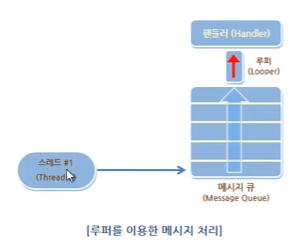 핸들러 (Handler)
루퍼
(Looper)
스레드 #1
(Thread#1)
메시지 큐
(Message Queue)
[루퍼를 이용한 메시지 처리]